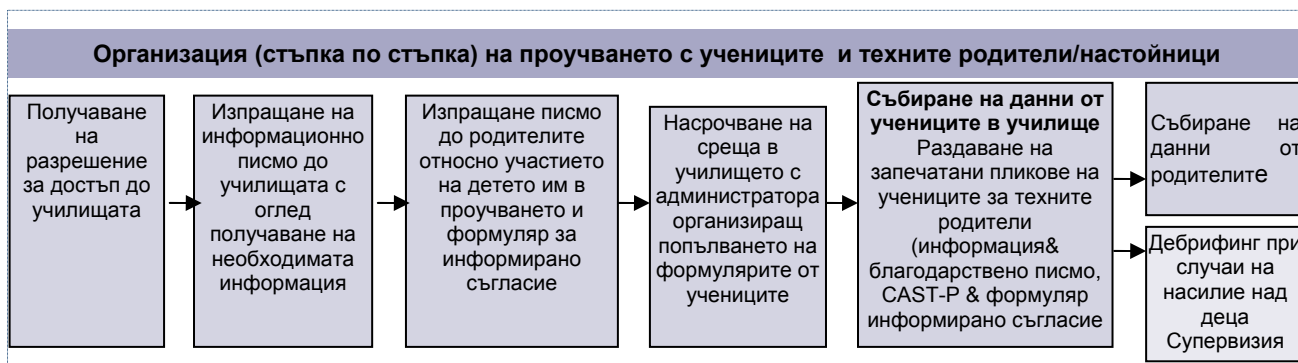 Организация (стъпка по стъпка) на проучването с учениците и техните родители/настойници
Получаване
на
разрешение
за достъп до
училищата
Изпращане на
информационно
писмо до
училищата с
оглед
получаване на
необходимата
информация
Изпращане писмо
до родителите
относно участието
на детето им в
проучването и
формуляр за
информирано
съгласие
Насрочване на
среща в
училището с
администратора
организиращ
попълването на
формулярите от
учениците
Събиране на данни от
учениците в училище
Раздаване на
запечатани пликове на
учениците за техните
родители
(информация&
благодарствено писмо,
CAST-P & формуляр
информирано съгласие
Събиране на
данни от
родителите
Дебрифинг при
случаи на
насилие над
деца
Супервизия